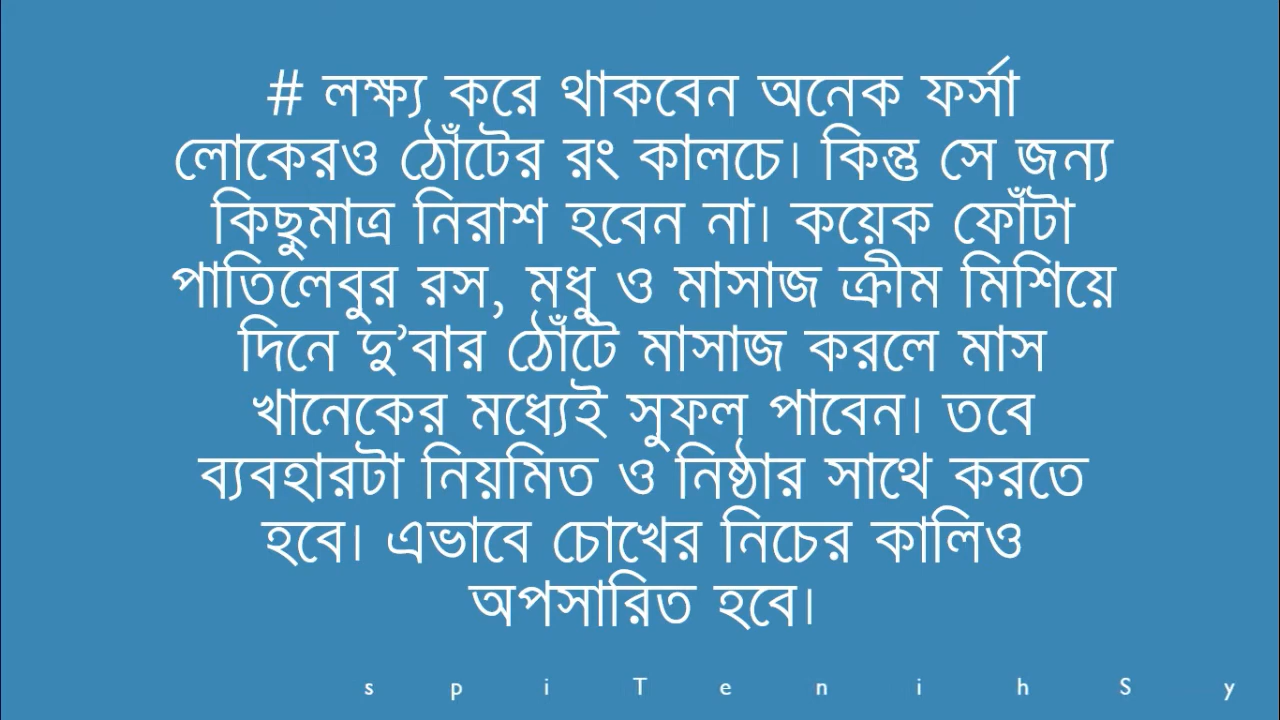 # লক্ষ্য করে থাকবেন অনেক ফর্সা
লোকেরও ঠোঁটের রং কালচে। কিন্তু সে জন্য
কিছুমাত্র নিরাশ হবেন না। কয়েক ফোঁটা
পাতিলেবুর রস, মধু ও মাসাজ ক্রীম মিশিয়ে
দিনে দু’বার ঠোঁটে মাসাজ করলে মাস
খানেকের মধ্যেই সুফল পাবেন। তবে
ব্যবহারটা নিয়মিত ও নিষ্ঠার সাথে করতে
হবে। এভাবে চোখের নিচের কালিও
অপসারিত হবে।
s p i T e n i h S y